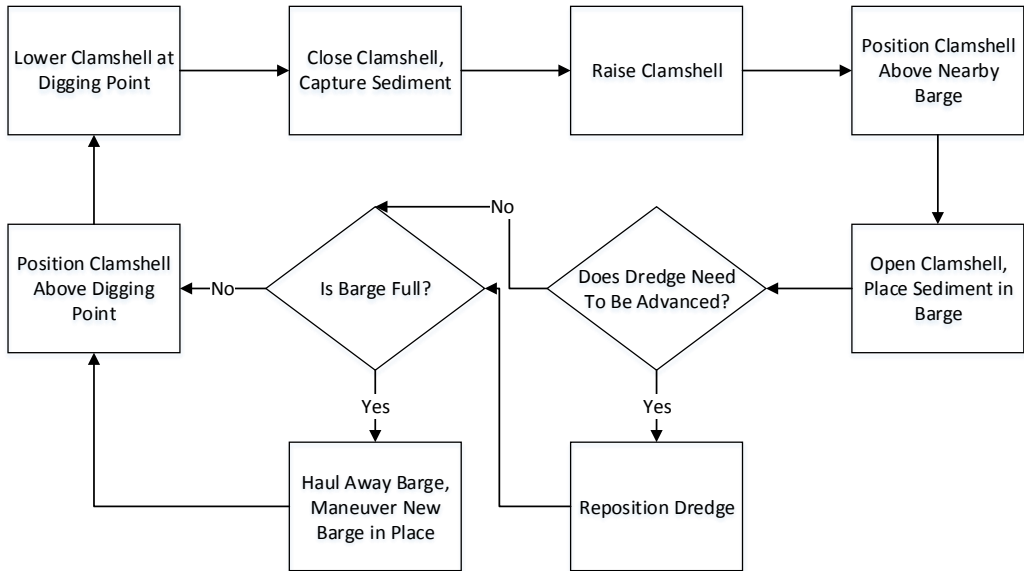 Lower Clamshell at
Digging Point
Close Clamshell,
Capture Sediment
Raise Clamshell
Position Clamshell
Above Nearby
Barge
No
Position Clamshell
Above Digging
Point
No
Is Barge Full?
Does Dredge Need
To Be Advanced?
Open Clamshell,
Place Sediment in
Barge
Yes
Yes
Haul Away Barge,
Maneuver New
Barge in Place
Reposition Dredge